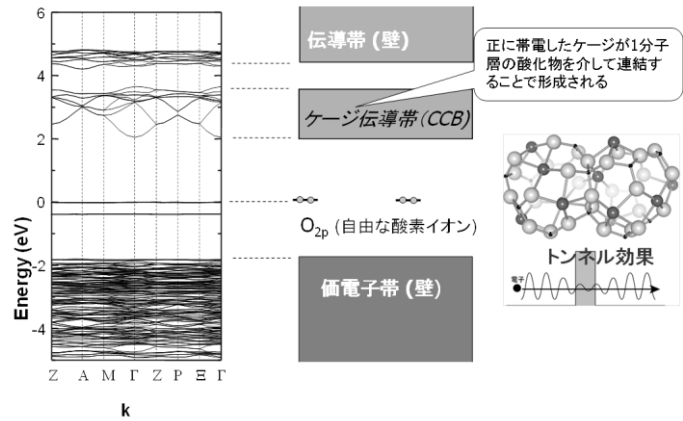 6
4
2
0
-2
-4
Energy (eV)
Z A M Γ Z P Ξ Γ
k
伝導帯 (壁)
ケージ伝導帯 (CCB)
O2p (自由な酸素イオン)
価電子帯 (壁)
正に帯電したケージが1分子
層の酸化物を介して連結す
ることで形成される
トンネル効果
電子